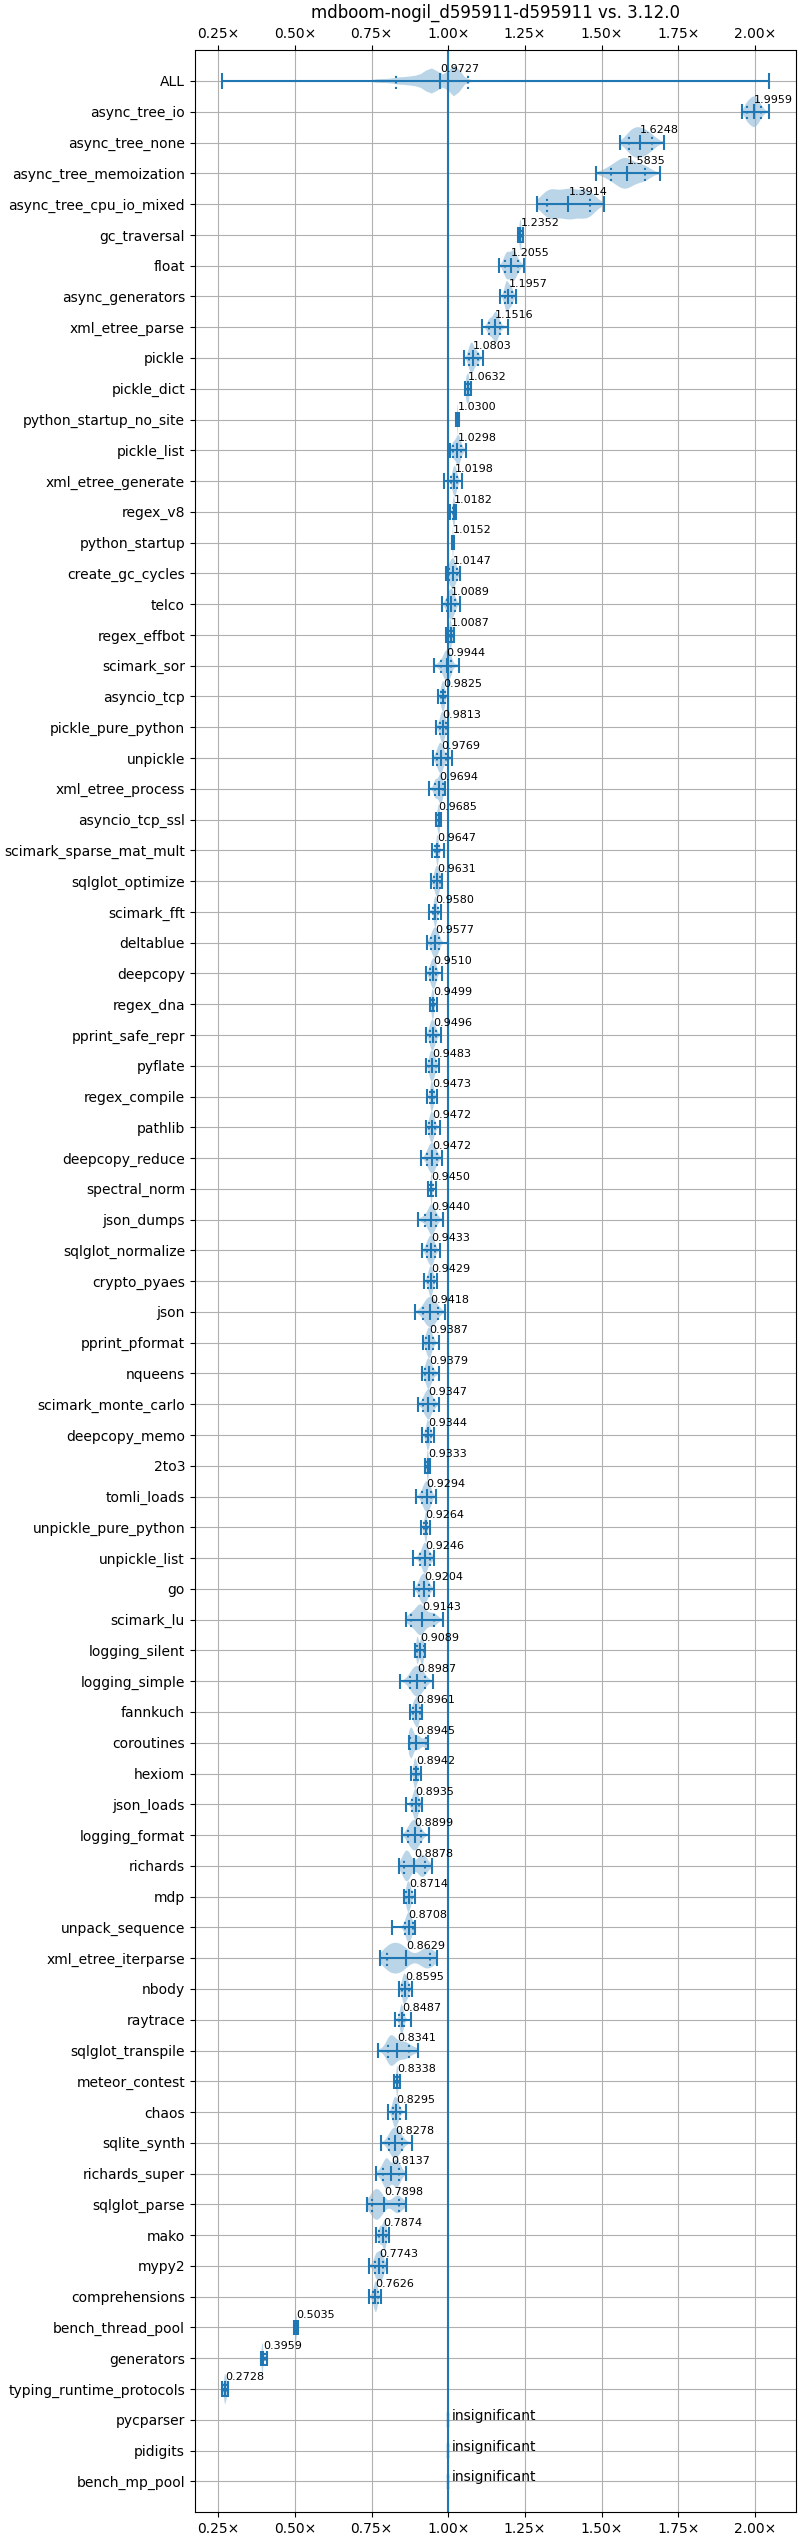 mdboom-nogil_d595911-d595911 vs. 3.12.0
0.25× 0.50× 0.75× 1.00× 1.25× 1.50× 1.75× 2.00×
ALL 0.9727
async_tree_io 1.9959
async_tree_none 1.6248
async_tree_memoization 1.5835
async_tree_cpu_io_mixed 1.3914
gc_traversal 1.2352
float 1.2055
async_generators 1.1957
xml_etree_parse 1.1516
pickle 1.0803
pickle_dict 1.0632
python_startup_no_site 1.0300
pickle_list 1.0298
xml_etree_generate 1.0198
regex_v8 1.0182
python_startup 1.0152
create_gc_cycles 1.0147
telco 1.0089
regex_effbot 1.0087
scimark_sor 0.9944
asyncio_tcp 0.9825
pickle_pure_python 0.9813
unpickle 0.9769
xml_etree_process 0.9694
asyncio_tcp_ssl 0.9685
scimark_sparse_mat_mult 0.9647
sqlglot_optimize 0.9631
scimark_fft 0.9580
deltablue 0.9577
deepcopy 0.9510
regex_dna 0.9499
pprint_safe_repr 0.9496
pyflate 0.9483
regex_compile 0.9473
pathlib 0.9472
deepcopy_reduce 0.9472
spectral_norm 0.9450
json_dumps 0.9440
sqlglot_normalize 0.9433
crypto_pyaes 0.9429
json 0.9418
pprint_pformat 0.9387
nqueens 0.9379
scimark_monte_carlo 0.9347
deepcopy_memo 0.9344
2to3 0.9333
tomli_loads 0.9294
unpickle_pure_python 0.9264
unpickle_list 0.9246
go 0.9204
scimark_lu 0.9143
logging_silent 0.9089
logging_simple 0.8987
fannkuch 0.8961
coroutines 0.8945
hexiom 0.8942
json_loads 0.8935
logging_format 0.8899
richards 0.8878
mdp 0.8714
unpack_sequence 0.8708
xml_etree_iterparse 0.8629
nbody 0.8595
raytrace 0.8487
sqlglot_transpile 0.8341
meteor_contest 0.8338
chaos 0.8295
sqlite_synth 0.8278
richards_super 0.8137
sqlglot_parse 0.7898
mako 0.7874
mypy2 0.7743
comprehensions 0.7626
bench_thread_pool 0.5035
generators 0.3959
typing_runtime_protocols 0.2728
pycparser insignificant
pidigits insignificant
bench_mp_pool insignificant
0.25× 0.50× 0.75× 1.00× 1.25× 1.50× 1.75× 2.00×